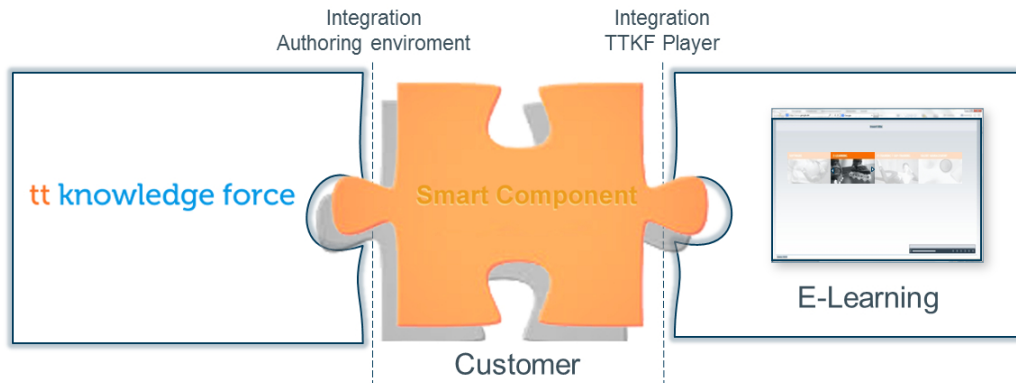 Integration
Authoring enviroment
Integration
TTKF Player
tt knowledge force
Smart Component
E-Learning
Customer